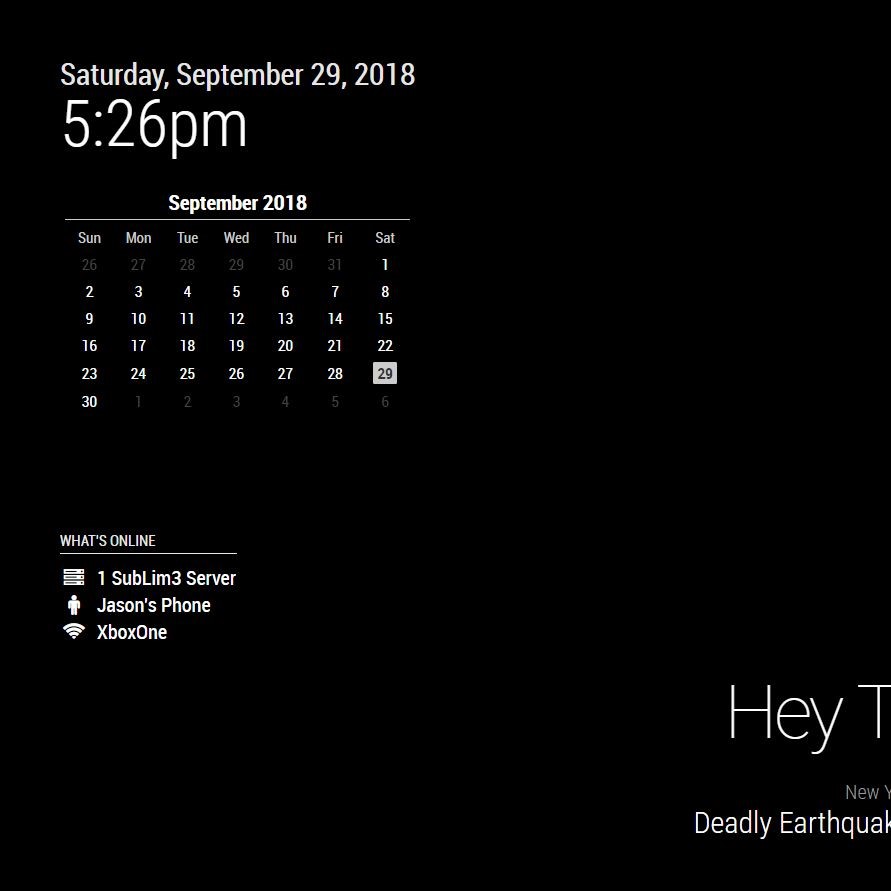 Saturday, September 29, 2018
5:26pm
September 2018
Sun Mon Tue Wed Thu Fri Sat
26 27 28 29 30 31 1
2 3 4 5 6 7 8
9 10 11 12 13 14 15
16 17 18 19 20 21 22
23 24 25 26 27 28 29
30 1 2 3 4 5 6
WHAT'S ONLINE
1 SubLim3 Server
Jason's Phone
XboxOne
Hey T
New Y
Deadly Earthquak